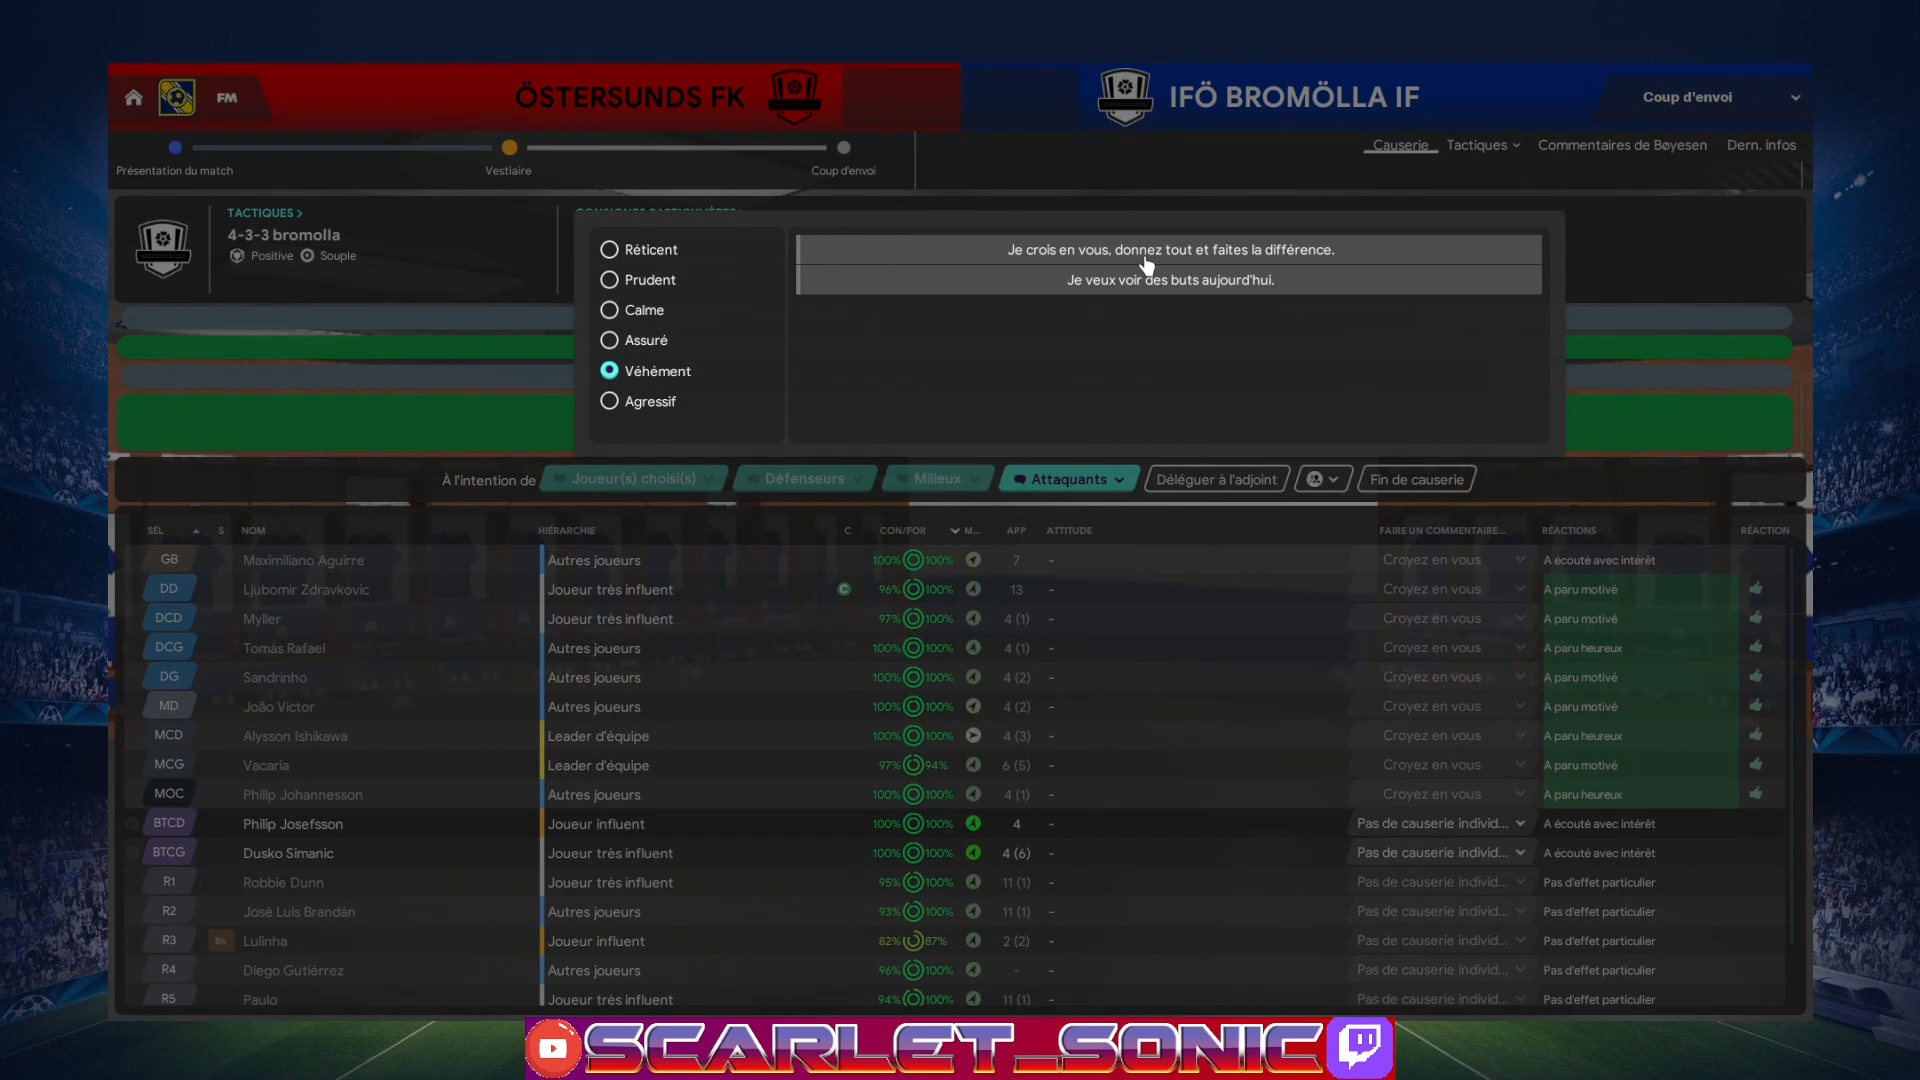 FM
ÖSTERSUNDS FK
IFÖ BROMÖLLA IF
Coup d'envoi
Présentation du match
Vestiaire
Coup d'envoi
Causerie
Tactiques
Commentaires de Bøyesen
Dern. infos
TACTIQUES >
4-3-3 bromolla
Positive
Souple
Réticent
Prudent
Calme
Assuré
Véhément
Agressif
Je crois en vous, donnez tout et faites la différence.
Je veux voir des buts aujourd'hui.
À l'intention de
Joueur(s) choisi(s)
Défenseurs
Milieux
Attaquants
Déléguer à l'adjoint
Fin de causerie
SÉL S NOM HIÉRARCHIE C CON/FOR M... APP ATTITUDE FAIRE UN COMMENTAIRE... RÉACTIONS RÉACTION
GB Maximiliano Aguirre Autres joueurs 100% 100% 7 - Croyez en vous A écouté avec intérêt
DD Ljubomir Zdravkovic Joueur très influent C 96% 100% 13 - Croyez en vous A paru motivé
DCD Myller Joueur très influent 97% 100% 4 (1) - Croyez en vous A paru motivé
DCG Tomás Rafael Autres joueurs 100% 100% 4 (1) - Croyez en vous A paru heureux
DG Sandrinho Autres joueurs 100% 100% 4 (2) - Croyez en vous A paru motivé
MD João Victor Autres joueurs 100% 100% 4 (2) - Croyez en vous A paru motivé
MCD Alysson Ishikawa Leader d'équipe 100% 100% 4 (3) - Croyez en vous A paru heureux
MCG Vacaria Leader d'équipe 97% 94% 6 (5) - Croyez en vous A paru motivé
MOC Philip Johannesson Autres joueurs 100% 100% 4 (1) - Croyez en vous A paru heureux
BTCD Philip Josefsson Joueur influent 100% 100% 4 - Pas de causerie individ... A écouté avec intérêt
BTCG Dusko Simanic Joueur très influent 100% 100% 4 (6) - Pas de causerie individ... A écouté avec intérêt
R1 Robbie Dunn Joueur très influent 95% 100% 11 (1) - Pas de causerie individ... Pas d'effet particulier
R2 José Luis Brandán Autres joueurs 93% 100% 11 (1) - Pas de causerie individ... Pas d'effet particulier
R3 Bls Lulinha Joueur influent 82% 87% 2 (2) - Pas de causerie individ... Pas d'effet particulier
R4 Diego Gutiérrez Autres joueurs 96% 100% - - Pas de causerie individ... Pas d'effet particulier
R5 Paulo Joueur très influent 94% 100% 11 (1) - Pas de causerie individ... Pas d'effet particulier
SCARLET_SONIC